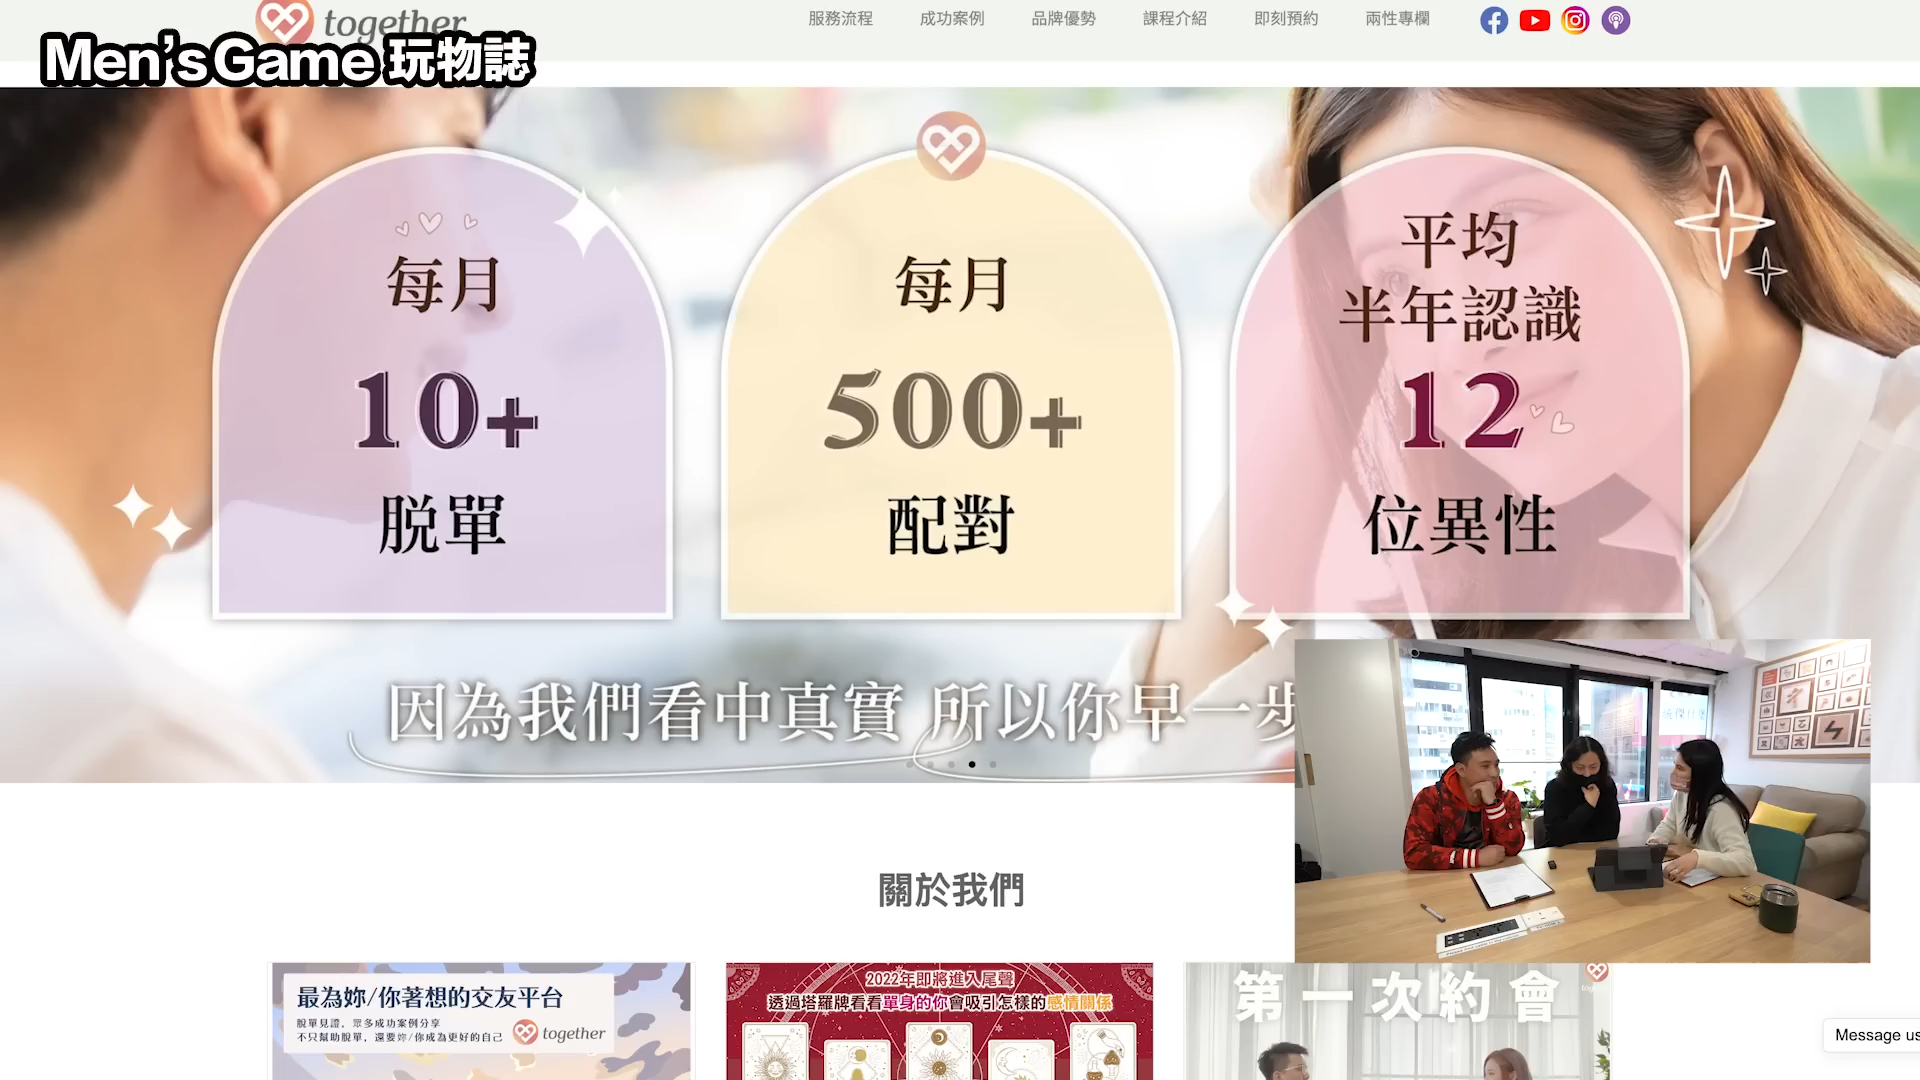 together
服務流程
成功案例
品牌優勢
課程介紹
即刻預約
兩性專欄
Men'sGame 玩物誌
每月
10+
脱單
每月
500+
配對
平均
半年認識
12
位異性
因為我們看中真實 所以你早一步
關於我們
最為妳/你著想的交友平台
脫單見證，眾多成功案例分享
不只幫助脫單，還要妳/你成為更好的自己
together
2022年即將進入尾聲
透過塔羅牌看看單身的你會吸引怎樣的感情關係
第一次約會
Message us